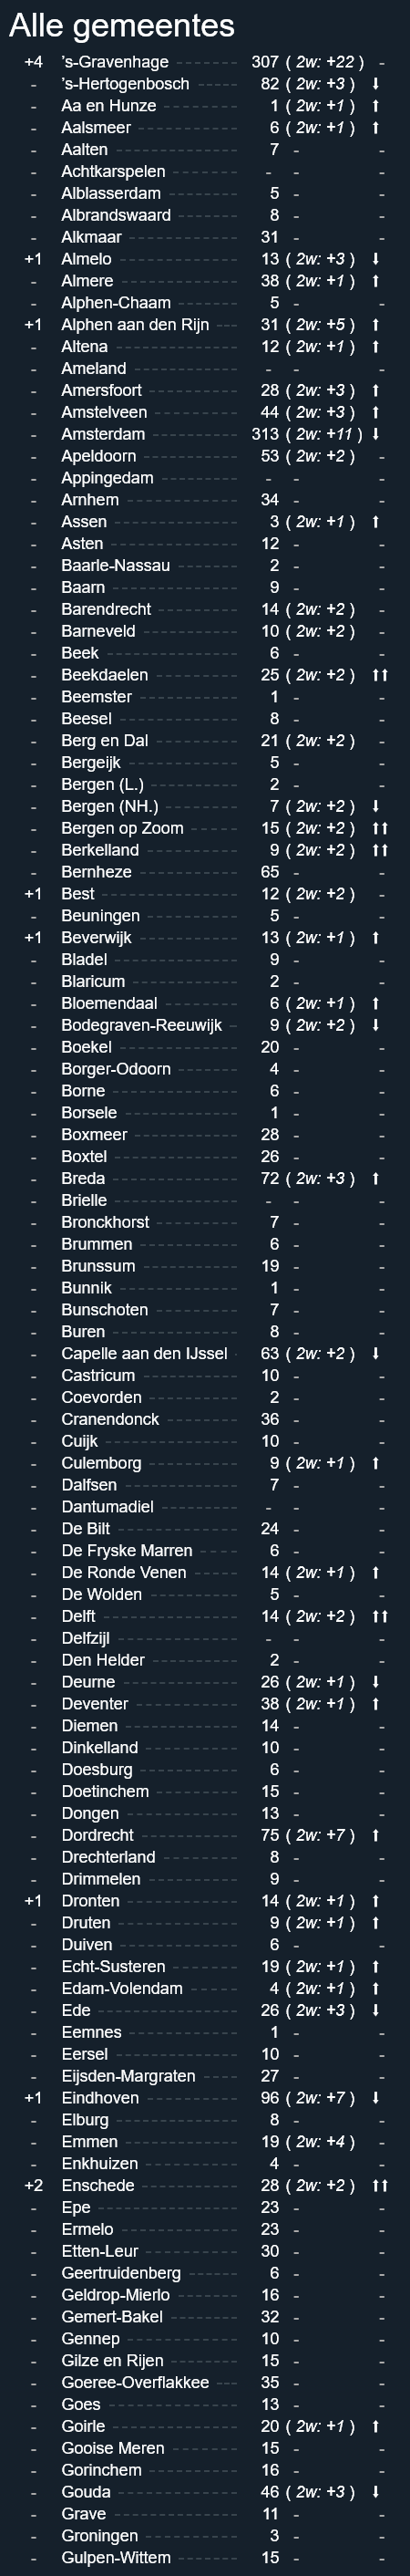 Alle gemeentes
+4 's-Gravenhage 307 ( 2w: +22 ) -
- 's-Hertogenbosch 82 ( 2w: +3 ) ⬇
- Aa en Hunze 1 ( 2w: +1 ) ⬆
- Aalsmeer 6 ( 2w: +1 ) ⬆
- Aalten 7 - -
- Achtkarspelen - - -
- Alblasserdam 5 - -
- Albrandswaard 8 - -
- Alkmaar 31 - -
+1 Almelo 13 ( 2w: +3 ) ⬇
- Almere 38 ( 2w: +1 ) ⬆
- Alphen-Chaam 5 - -
+1 Alphen aan den Rijn 31 ( 2w: +5 ) ⬆
- Altena 12 ( 2w: +1 ) ⬆
- Ameland - - -
- Amersfoort 28 ( 2w: +3 ) ⬆
- Amstelveen 44 ( 2w: +3 ) ⬆
- Amsterdam 313 ( 2w: +11 ) ⬇
- Apeldoorn 53 ( 2w: +2 ) -
- Appingedam - - -
- Arnhem 34 - -
- Assen 3 ( 2w: +1 ) ⬆
- Asten 12 - -
- Baarle-Nassau 2 - -
- Baarn 9 - -
- Barendrecht 14 ( 2w: +2 ) -
- Barneveld 10 ( 2w: +2 ) -
- Beek 6 - -
- Beekdaelen 25 ( 2w: +2 ) ⬆⬆
- Beemster 1 - -
- Beesel 8 - -
- Berg en Dal 21 ( 2w: +2 ) -
- Bergeijk 5 - -
- Bergen (L.) 2 - -
- Bergen (NH.) 7 ( 2w: +2 ) ⬇
- Bergen op Zoom 15 ( 2w: +2 ) ⬆⬆
- Berkelland 9 ( 2w: +2 ) ⬆⬆
- Bernheze 65 - -
+1 Best 12 ( 2w: +2 ) -
- Beuningen 5 - -
+1 Beverwijk 13 ( 2w: +1 ) ⬆
- Bladel 9 - -
- Blaricum 2 - -
- Bloemendaal 6 ( 2w: +1 ) ⬆
- Bodegraven-Reeuwijk 9 ( 2w: +2 ) ⬇
- Boekel 20 - -
- Borger-Odoorn 4 - -
- Borne 6 - -
- Borsele 1 - -
- Boxmeer 28 - -
- Boxtel 26 - -
- Breda 72 ( 2w: +3 ) ⬆
- Brielle - - -
- Bronckhorst 7 - -
- Brummen 6 - -
- Brunssum 19 - -
- Bunnik 1 - -
- Bunschoten 7 - -
- Buren 8 - -
- Capelle aan den IJssel 63 ( 2w: +2 ) ⬇
- Castricum 10 - -
- Coevorden 2 - -
- Cranendonck 36 - -
- Cuijk 10 - -
- Culemborg 9 ( 2w: +1 ) ⬆
- Dalfsen 7 - -
- Dantumadiel - - -
- De Bilt 24 - -
- De Fryske Marren 6 - -
- De Ronde Venen 14 ( 2w: +1 ) ⬆
- De Wolden 5 - -
- Delft 14 ( 2w: +2 ) ⬆⬆
- Delfzijl - - -
- Den Helder 2 - -
- Deurne 26 ( 2w: +1 ) ⬇
- Deventer 38 ( 2w: +1 ) ⬆
- Diemen 14 - -
- Dinkelland 10 - -
- Doesburg 6 - -
- Doetinchem 15 - -
- Dongen 13 - -
- Dordrecht 75 ( 2w: +7 ) ⬆
- Drechterland 8 - -
- Drimmelen 9 - -
+1 Dronten 14 ( 2w: +1 ) ⬆
- Druten 9 ( 2w: +1 ) ⬆
- Duiven 6 - -
- Echt-Susteren 19 ( 2w: +1 ) ⬆
- Edam-Volendam 4 ( 2w: +1 ) ⬆
- Ede 26 ( 2w: +3 ) ⬇
- Eemnes 1 - -
- Eersel 10 - -
- Eijsden-Margraten 27 - -
+1 Eindhoven 96 ( 2w: +7 ) ⬇
- Elburg 8 - -
- Emmen 19 ( 2w: +4 ) -
- Enkhuizen 4 - -
+2 Enschede 28 ( 2w: +2 ) ⬆⬆
- Epe 23 - -
- Ermelo 23 - -
- Etten-Leur 30 - -
- Geertruidenberg 6 - -
- Geldrop-Mierlo 16 - -
- Gemert-Bakel 32 - -
- Gennep 10 - -
- Gilze en Rijen 15 - -
- Goeree-Overflakkee 35 - -
- Goes 13 - -
- Goirle 20 ( 2w: +1 ) ⬆
- Gooise Meren 15 - -
- Gorinchem 16 - -
- Gouda 46 ( 2w: +3 ) ⬇
- Grave 11 - -
- Groningen 3 - -
- Gulpen-Wittem 15 - -